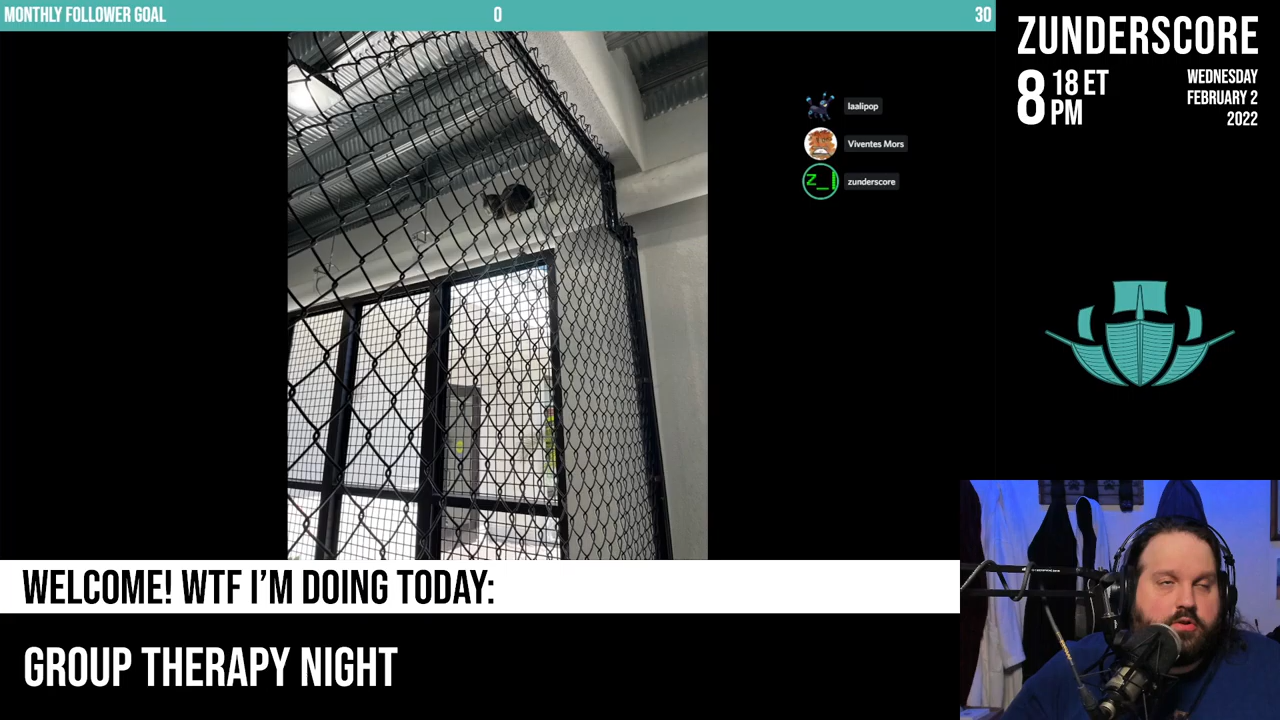 MONTHLY FOLLOWER GOAL 0 30
ZUNDERSCORE
8 18 ET
PM
WEDNESDAY
FEBRUARY 2
2022
laalipop
Viventes Mors
Z_ zunderscore
WELCOME! WTF I'M DOING TODAY:
GROUP THERAPY NIGHT